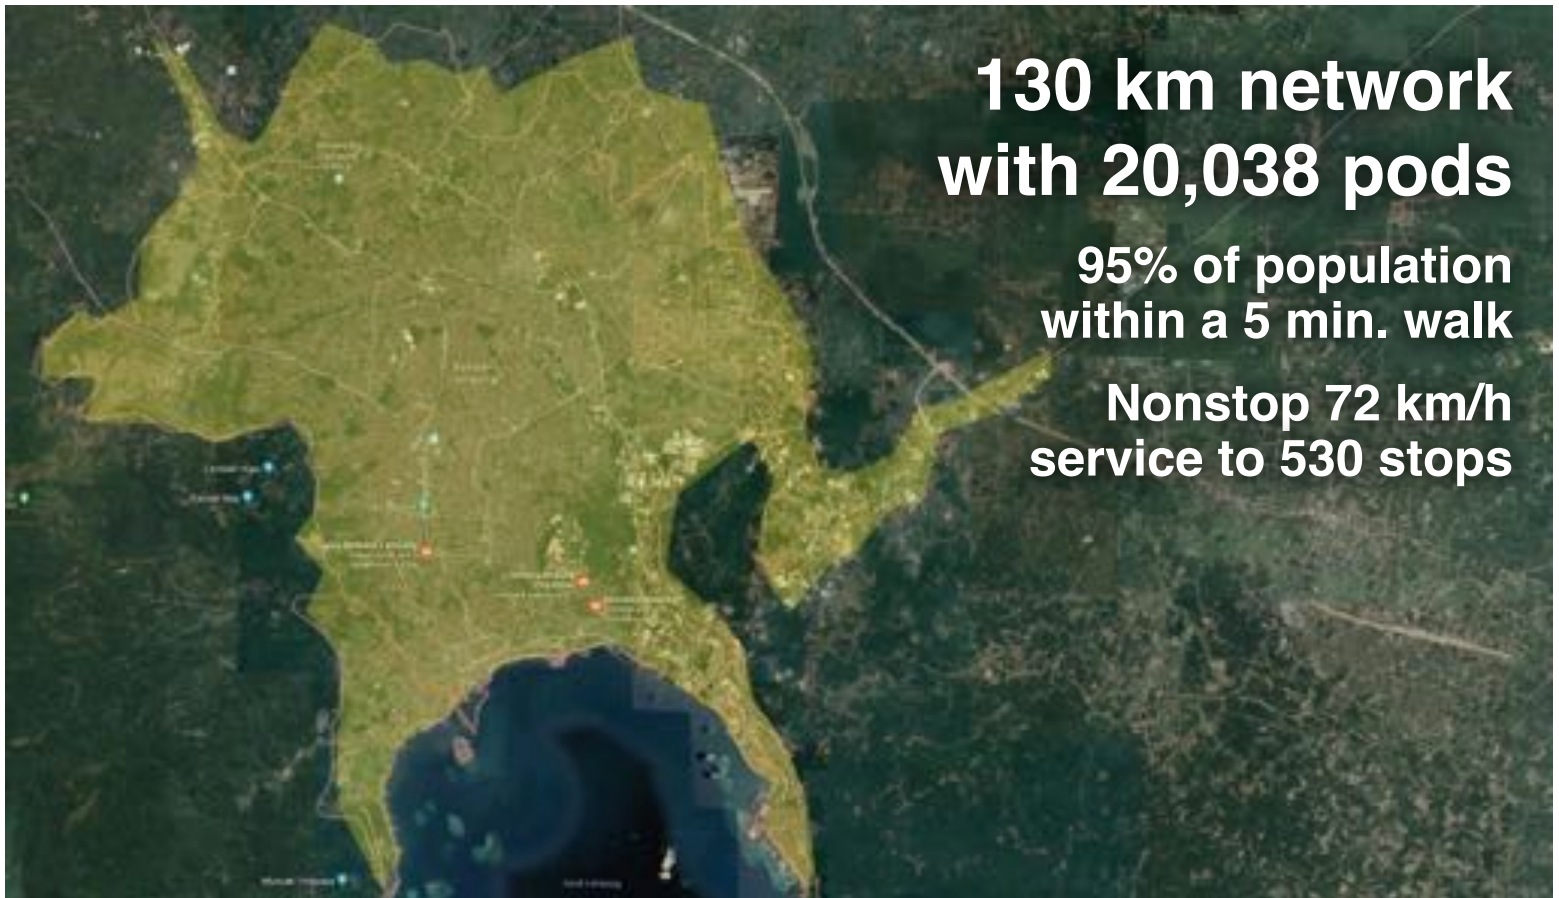 130 km network
with 20,038 pods
95% of population
within a 5 min. walk
Nonstop 72 km/h
service to 530 stops